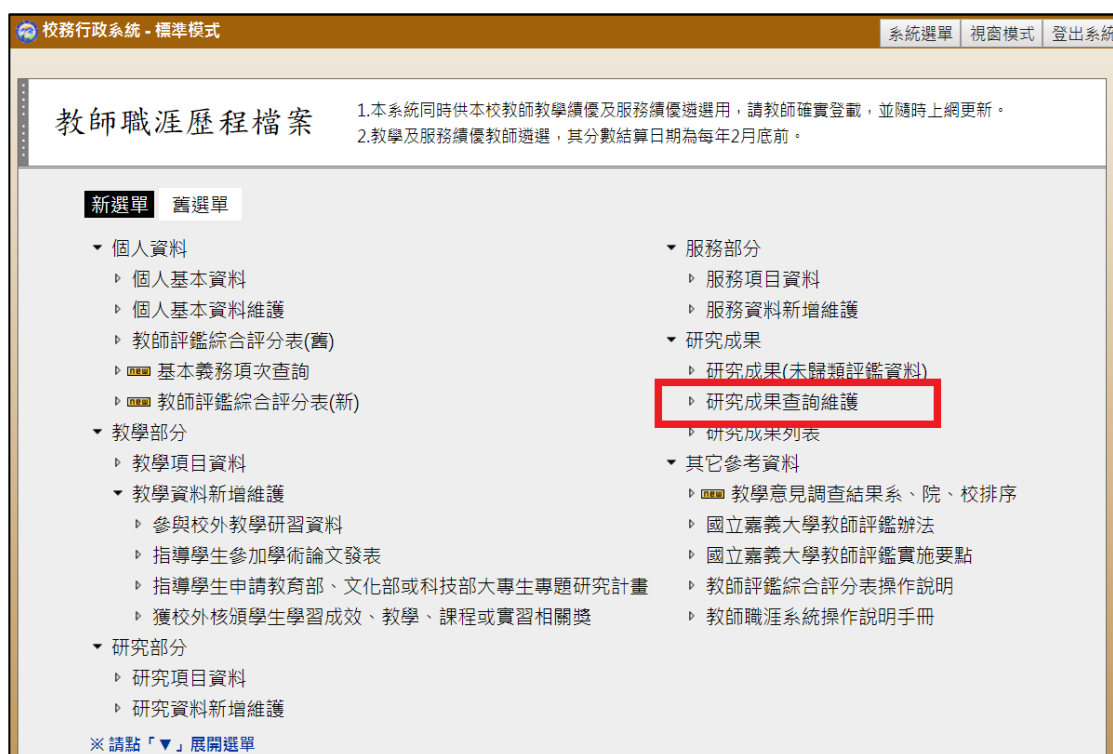 校務行政系統 - 標準模式
系統選單 視窗模式 登出系統
教師職涯歷程檔案
1.本系統同時供本校教師教學績優及服務績優遴選用，請教師確實登載，並隨時上網更新。
2.教學及服務績優教師遴選，其分數結算日期為每年2月底前。
新選單 舊選單
個人資料
個人基本資料
個人基本資料維護
教師評鑑綜合評分表(舊)
new 基本義務項次查詢
new 教師評鑑綜合評分表(新)
教學部分
教學項目資料
教學資料新增維護
參與校外教學研習資料
指導學生參加學術論文發表
指導學生申請教育部、文化部或科技部大專生專題研究計畫
獲校外核頒學生學習成效、教學、課程或實習相關獎
研究部分
研究項目資料
研究資料新增維護
服務部分
服務項目資料
服務資料新增維護
研究成果
研究成果(未歸類評鑑資料)
研究成果查詢維護
研究成果列表
其它參考資料
new 教學意見調查結果系、院、校排序
國立嘉義大學教師評鑑辦法
國立嘉義大學教師評鑑實施要點
教師評鑑綜合評分表操作說明
教師職涯系統操作說明手冊
※ 請點「▼」展開選單